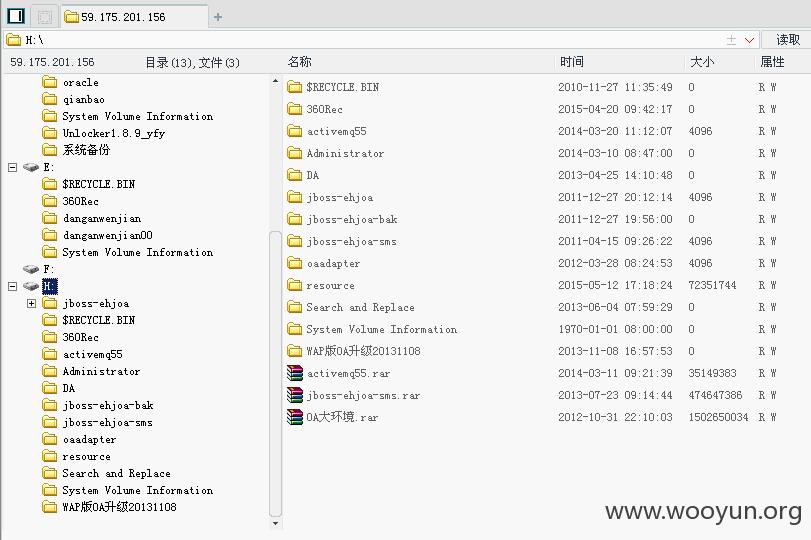 59.175.201.156
H:\
读取
59.175.201.156 目录(13),文件(3)
名称 时间 大小 属性
oracle
qianbao
System Volume Information
Unlocker1.8.9_yfy
系统备份
E:
$RECYCLE.BIN
360Rec
danganwenjian
danganwenjian00
System Volume Information
F:
H:
jboss-ehjoa
$RECYCLE.BIN
360Rec
activemq55
Administrator
DA
jboss-ehjoa-bak
jboss-ehjoa-sms
oaadapter
resource
Search and Replace
System Volume Information
WAP版OA升级20131108
$RECYCLE.BIN 2010-11-27 11:35:49 0 R W
360Rec 2015-04-20 09:42:17 0 R W
activemq55 2014-03-20 11:12:07 4096 R W
Administrator 2014-03-10 08:47:00 0 R W
DA 2013-04-25 14:10:48 0 R W
jboss-ehjoa 2011-12-27 20:12:14 4096 R W
jboss-ehjoa-bak 2011-12-27 19:56:00 0 R W
jboss-ehjoa-sms 2011-04-15 09:26:22 4096 R W
oaadapter 2012-03-28 08:24:53 4096 R W
resource 2015-05-12 17:18:24 72351744 R W
Search and Replace 2013-06-04 07:59:29 0 R W
System Volume Information 1970-01-01 08:00:00 0 R W
WAP版OA升级20131108 2013-11-08 16:57:53 0 R W
activemq55.rar 2014-03-11 09:21:39 35149383 R W
jboss-ehjoa-sms.rar 2013-07-23 09:14:44 474647386 R W
OA大环境.rar 2012-10-31 22:10:03 1502650034 R W
www.wooyun.org